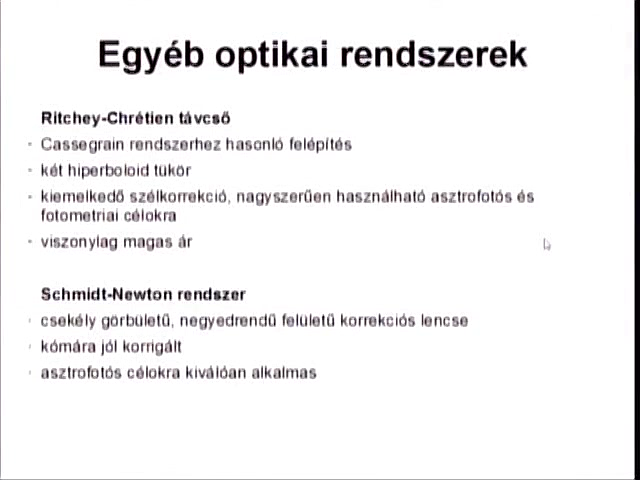 Egyéb optikai rendszerek
Ritchey-Chrétien távcső
- Cassegrain rendszerhez hasonló felépítés
- két hiperboloid tükör
- kiemelkedő szélkorrekció, nagyszerűen használható asztrofotós és
fotometriai célokra
- viszonylag magas ár
Schmidt-Newton rendszer
- csekély görbületű, negyedrendű felületű korrekciós lencse
- kómára jól korrigált
- asztrofotós célokra kiválóan alkalmas